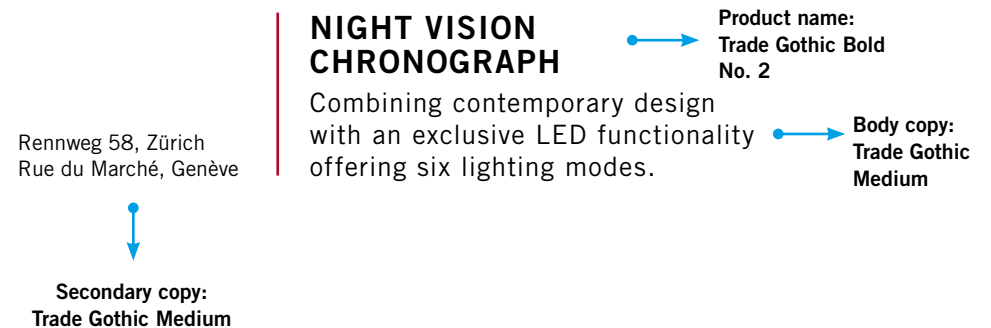 NIGHT VISION
CHRONOGRAPH
Combining contemporary design
with an exclusive LED functionality
offering six lighting modes.
Product name:
Trade Gothic Bold
No. 2
Body copy:
Trade Gothic
Medium
Rennweg 58, Zürich
Rue du Marché, Genève
Secondary copy:
Trade Gothic Medium